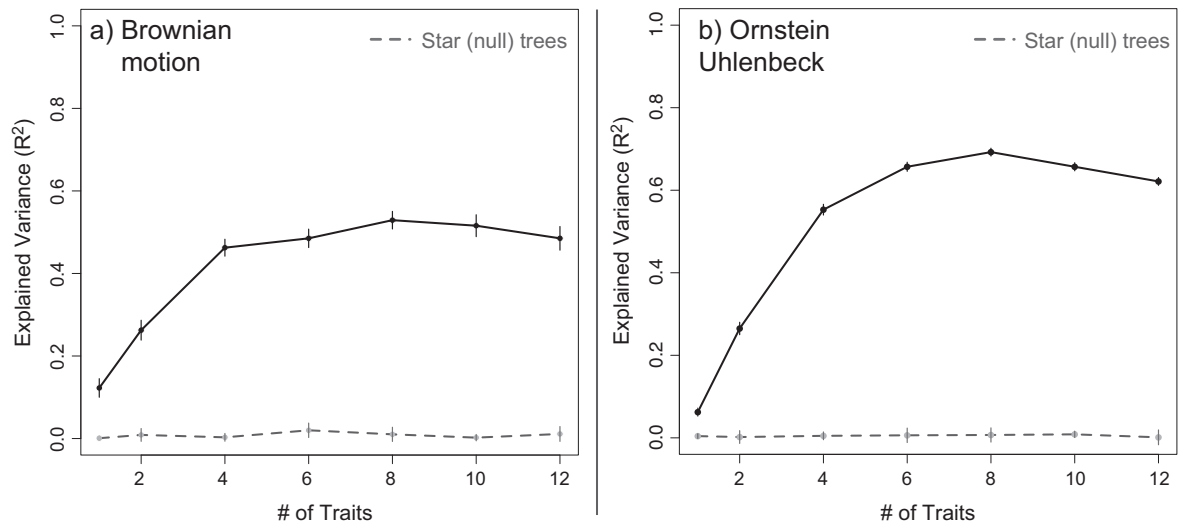 a) Brownian
motion
Star (null) trees
Explained Variance (R²)
1.0
0.8
0.6
0.4
0.2
0.0
2 4 6 8 10 12
# of Traits
b) Ornstein
Uhlenbeck
Star (null) trees
Explained Variance (R²)
1.0
0.8
0.6
0.4
0.2
0.0
2 4 6 8 10 12
# of Traits